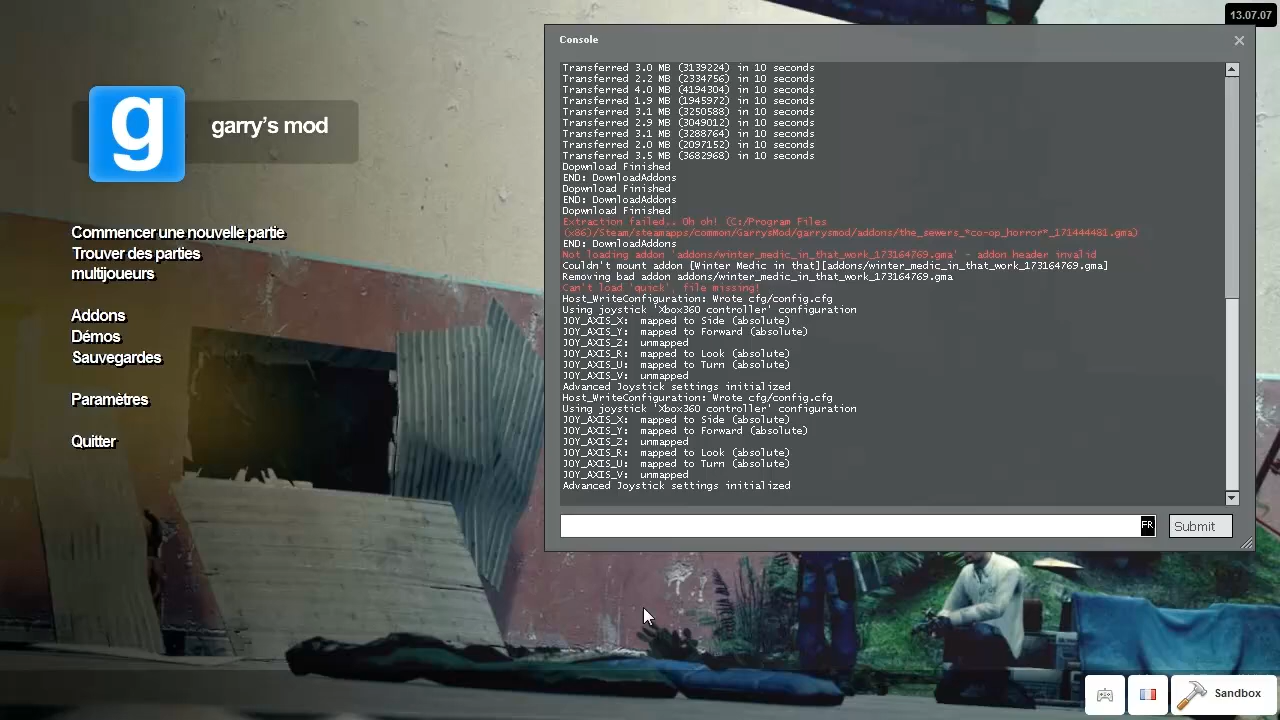 13.07.07
g
garry's mod
Commencer une nouvelle partie
Trouver des parties
multijoueurs
Addons
Démos
Sauvegardes
Paramètres
Quitter
Console
Transferred 3.0 MB (3139224) in 10 seconds
Transferred 2.2 MB (2334756) in 10 seconds
Transferred 4.0 MB (4194304) in 10 seconds
Transferred 1.9 MB (1945972) in 10 seconds
Transferred 3.1 MB (3250588) in 10 seconds
Transferred 2.9 MB (3049012) in 10 seconds
Transferred 3.1 MB (3288764) in 10 seconds
Transferred 2.0 MB (2097152) in 10 seconds
Transferred 3.5 MB (3682968) in 10 seconds
Dopwnload Finished
END: DownloadAddons
Dopwnload Finished
END: DownloadAddons
Dopwnload Finished
Extraction failed.. Oh oh! (C:/Program Files
(x86)/Steam/steamapps/common/GarrysMod/garrysmod/addons/the_sewers_*co-op_horror*_171444481.gma)
END: DownloadAddons
Not loading addon 'addons/winter_medic_in_that_work_173164769.gma' - addon header invalid
Couldn't mount addon [Winter Medic in that][addons/winter_medic_in_that_work_173164769.gma]
Removing bad addon addons/winter_medic_in_that_work_173164769.gma
Can't load 'quick', file missing!
Host_WriteConfiguration: Wrote cfg/config.cfg
Using joystick 'Xbox360 controller' configuration
JOY_AXIS_X: mapped to Side (absolute)
JOY_AXIS_Y: mapped to Forward (absolute)
JOY_AXIS_Z: unmapped
JOY_AXIS_R: mapped to Look (absolute)
JOY_AXIS_U: mapped to Turn (absolute)
JOY_AXIS_V: unmapped
Advanced Joystick settings initialized
Host_WriteConfiguration: Wrote cfg/config.cfg
Using joystick 'Xbox360 controller' configuration
JOY_AXIS_X: mapped to Side (absolute)
JOY_AXIS_Y: mapped to Forward (absolute)
JOY_AXIS_Z: unmapped
JOY_AXIS_R: mapped to Look (absolute)
JOY_AXIS_U: mapped to Turn (absolute)
JOY_AXIS_V: unmapped
Advanced Joystick settings initialized
FR
Submit
Sandbox